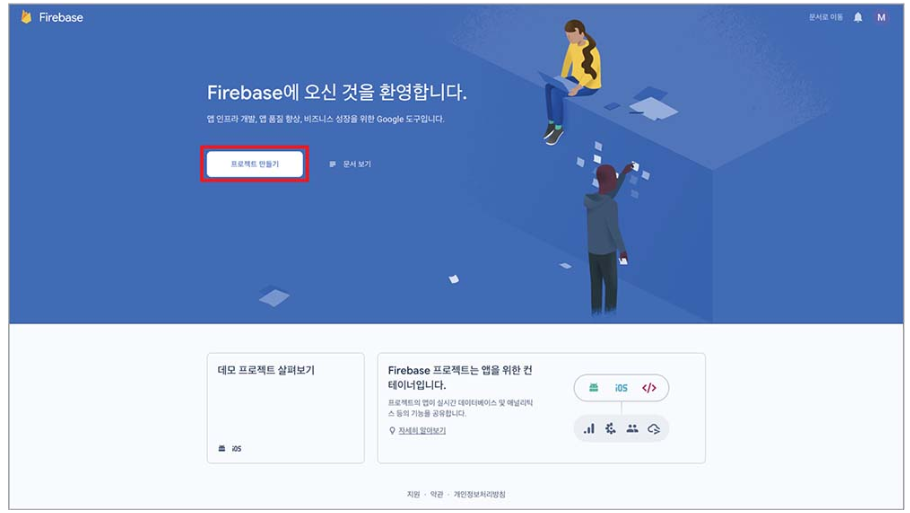 Firebase
문서로 이동
M
Firebase에 오신 것을 환영합니다.
앱 인프라 개발, 앱 품질 향상, 비즈니스 성장을 위한 Google 도구입니다.
프로젝트 만들기
문서 보기
데모 프로젝트 살펴보기
iOS
Firebase 프로젝트는 앱을 위한 컨
테이너입니다.
프로젝트의 앱이 실시간 데이터베이스 및 애널리틱
스 등의 기능을 공유합니다.
자세히 알아보기
iOS </>
지원 · 약관 · 개인정보처리방침